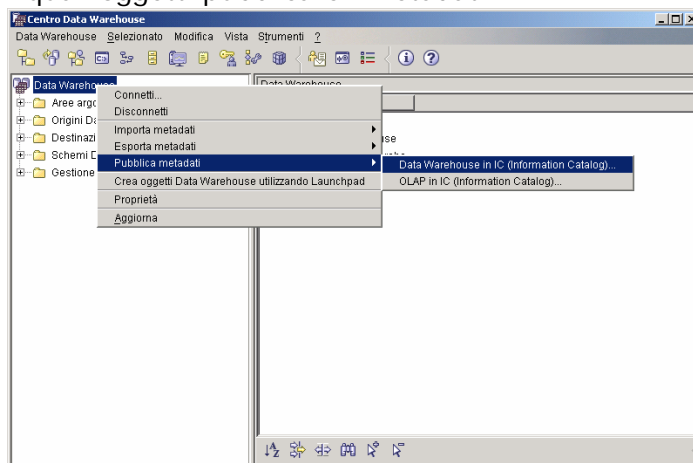 Centro Data Warehouse
Data Warehouse Selezionato Modifica Vista Strumenti ?
Data Warehouse
Data Warehouse
Aree argo
Origini Da
Destinazi
Schemi D
Gestione
Connetti...
Disconnetti
Importa metadati
Esporta metadati
Pubblica metadati
Crea oggetti Data Warehouse utilizzando Launchpad
Proprietà
Aggiorna
Data Warehouse in IC (Information Catalog)...
OLAP in IC (Information Catalog)...